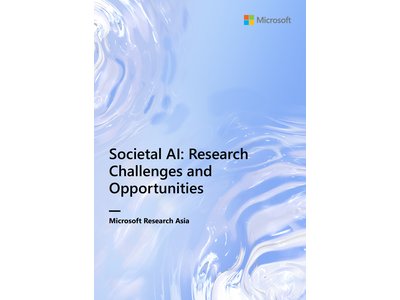 Microsoft
Societal AI: Research
Challenges and
Opportunities
Microsoft Research Asia